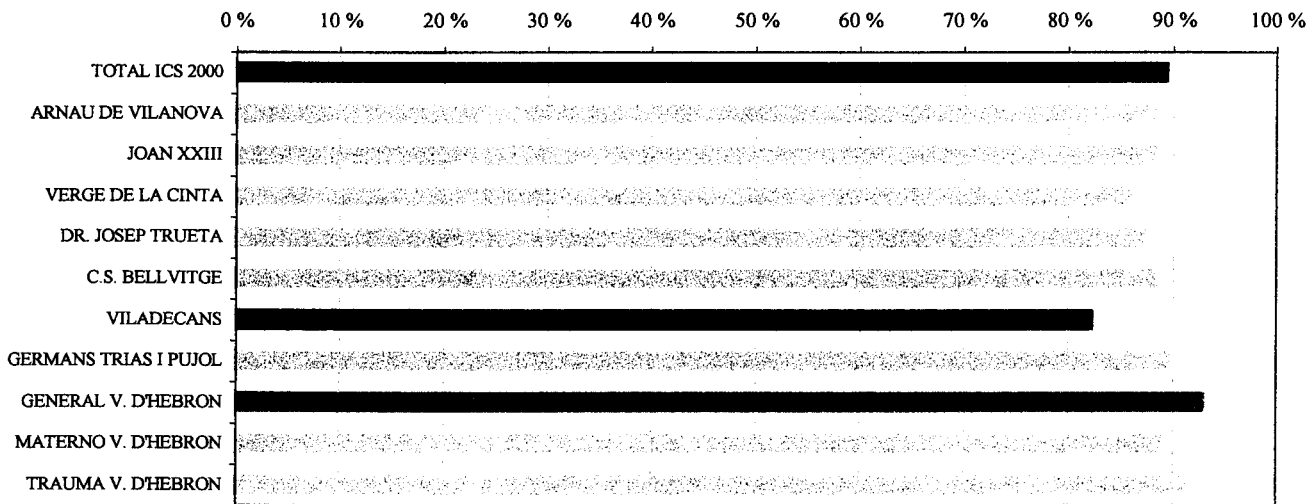 0 % 10 % 20 % 30 % 40 % 50 % 60 % 70 % 80 % 90 % 100 %
TOTAL ICS 2000
ARNAU DE VILANOVA
JOAN XXIII
VERGE DE LA CINTA
DR. JOSEP TRUETA
C.S. BELLVITGE
VILADECANS
GERMANS TRIAS I PUJOL
GENERAL V. D'HEBRON
MATERNO V. D'HEBRON
TRAUMA V. D'HEBRON